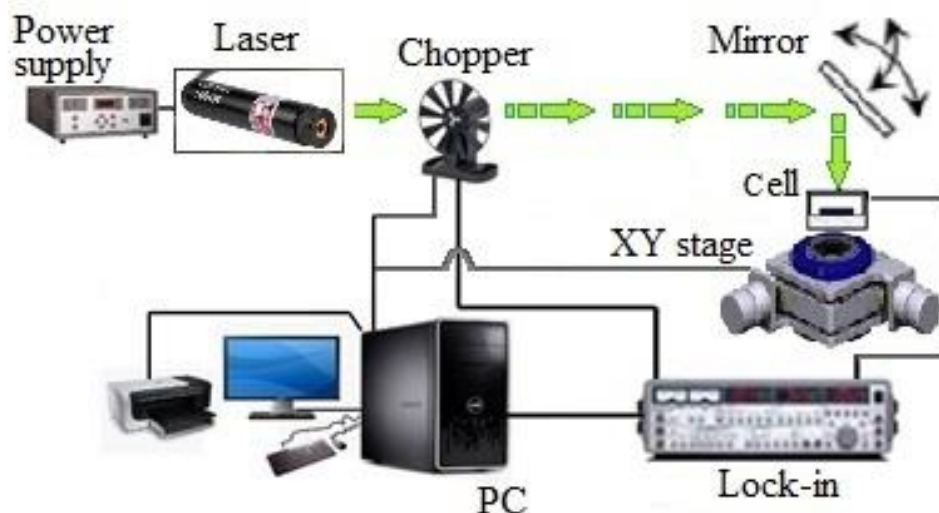 Power
supply
Laser
Chopper
Mirror
Cell
XY stage
PC
Lock-in